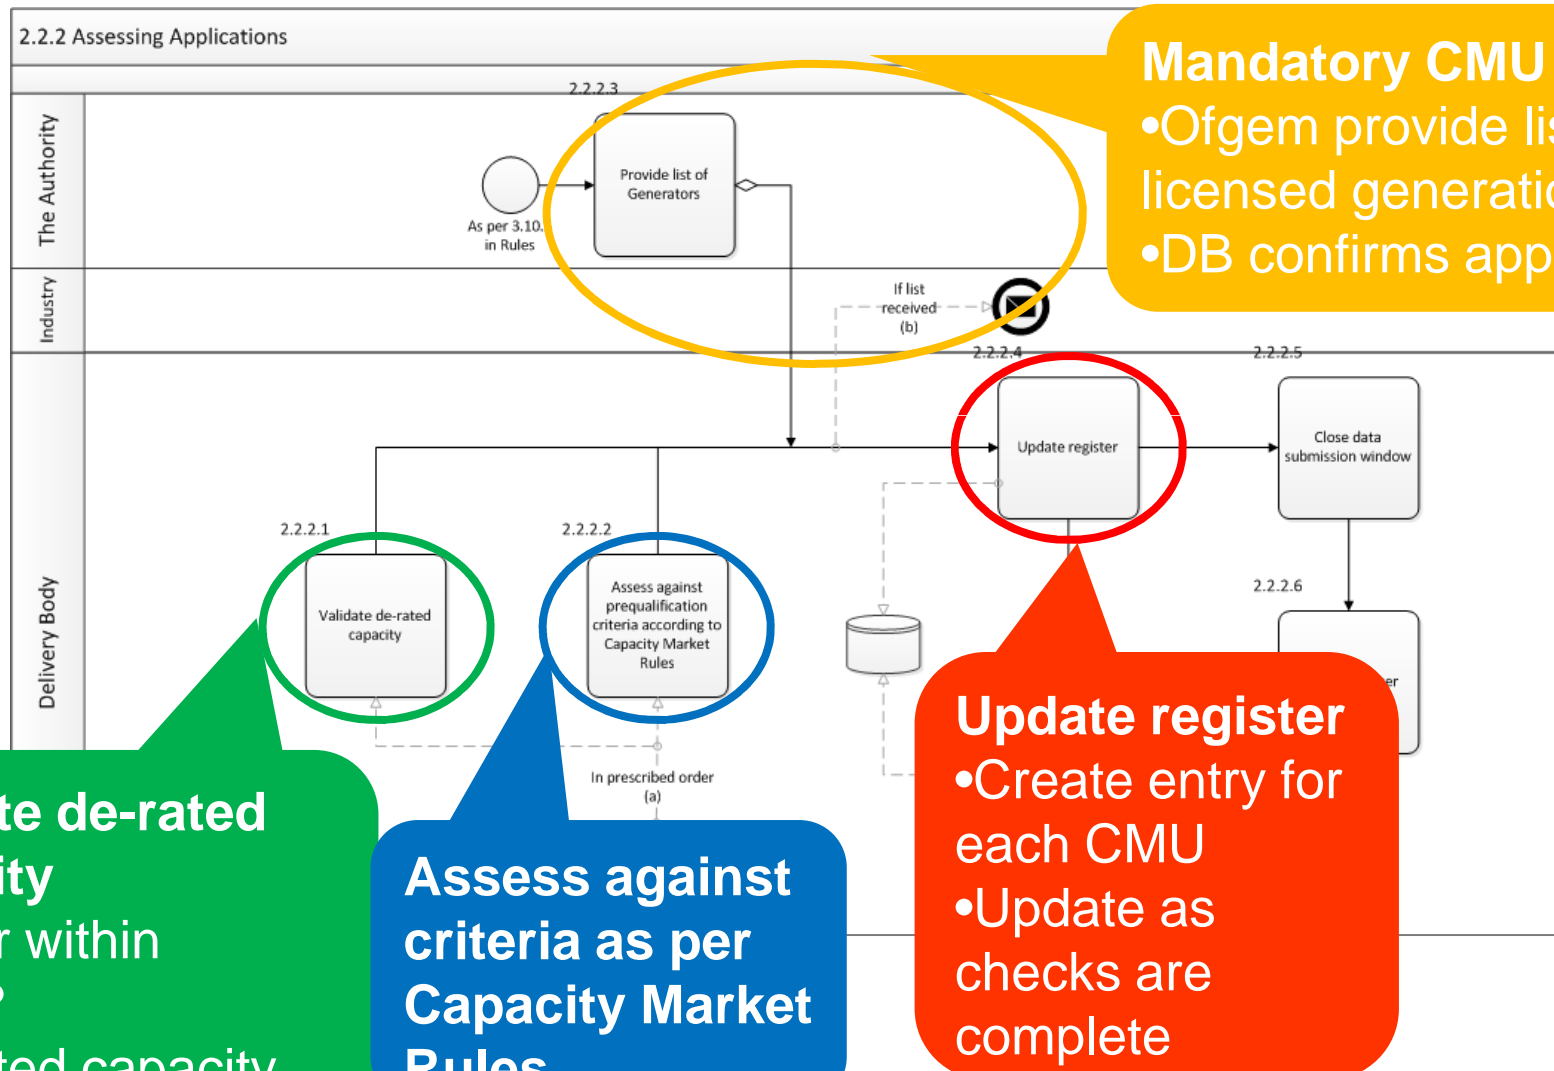 2.2.2 Assessing Applications
The Authority
Industry
Delivery Body
2.2.2.3
Provide list of
Generators
As per 3.10.
in Rules
If list
received
(b)
2.2.2.4
Update register
2.2.2.5
Close data
submission window
2.2.2.6
er
2.2.2.1
Validate de-rated
capacity
2.2.2.2
Assess against
prequalification
criteria according to
Capacity Market
Rules
In prescribed order
(a)
Mandatory CMU
•Ofgem provide lis
licensed generatio
•DB confirms app
te de-rated
ity
r within
?
ted capacity
Assess against
criteria as per
Capacity Market
Rules
Update register
•Create entry for
each CMU
•Update as
checks are
complete